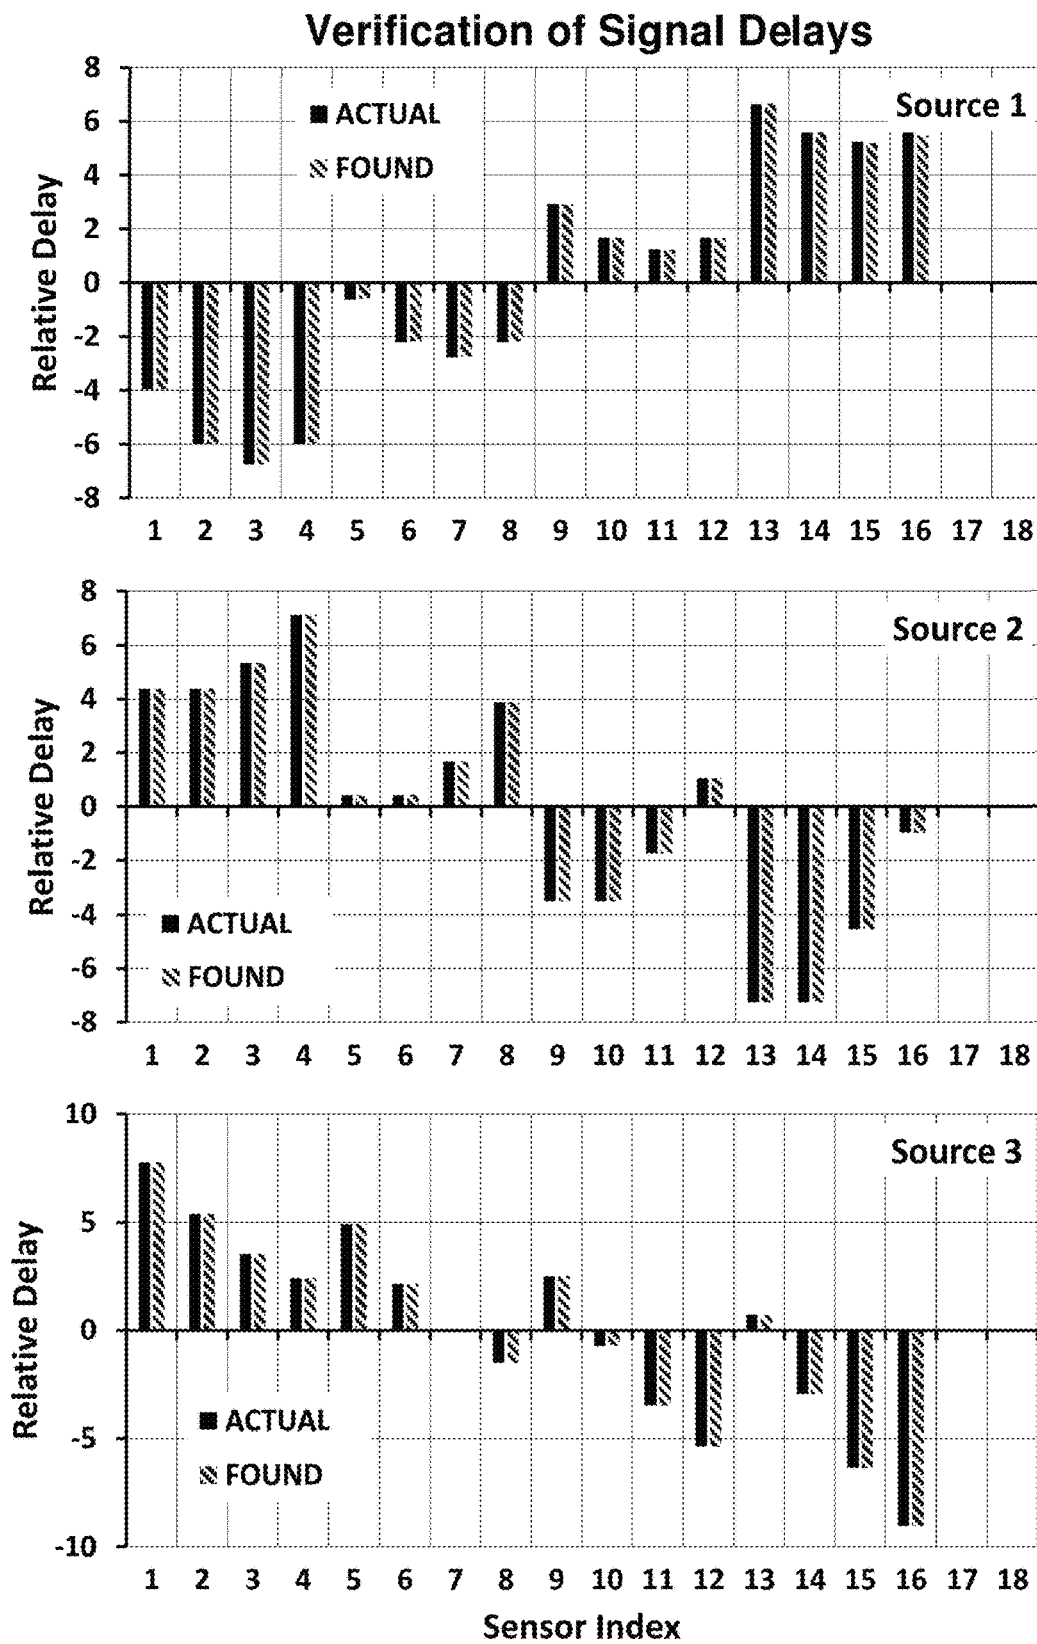 Verification of Signal Delays
Source 1
ACTUAL
FOUND
Relative Delay
8
6
4
2
0
-2
-4
-6
-8
1 2 3 4 5 6 7 8 9 10 11 12 13 14 15 16 17 18
Source 2
Relative Delay
8
6
4
2
0
-2
-4
-6
-8
ACTUAL
FOUND
1 2 3 4 5 6 7 8 9 10 11 12 13 14 15 16 17 18
Source 3
Relative Delay
10
5
0
-5
-10
ACTUAL
FOUND
1 2 3 4 5 6 7 8 9 10 11 12 13 14 15 16 17 18
Sensor Index